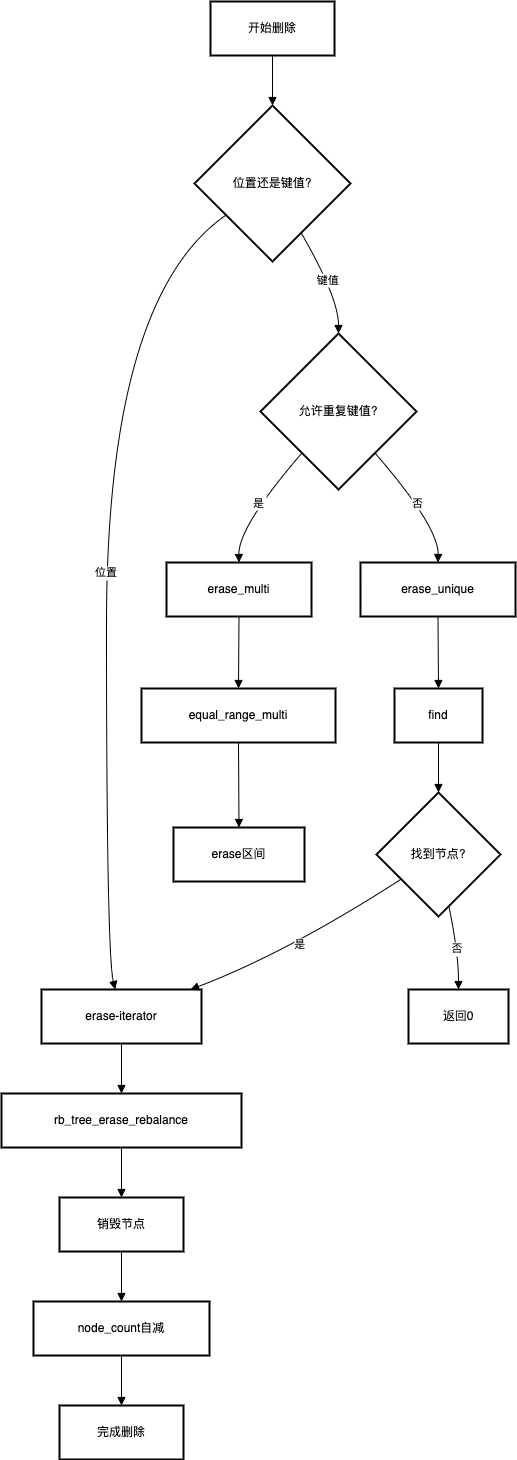 开始删除
位置还是键值?
键值
允许重复键值?
是
否
位置
erase_multi
erase_unique
equal_range_multi
find
erase区间
找到节点?
是
否
erase-iterator
返回0
rb_tree_erase_rebalance
销毁节点
node_count自减
完成删除